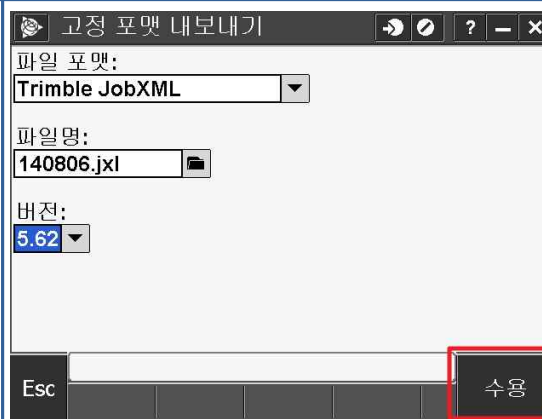 고정 포맷 내보내기
파일 포맷:
Trimble JobXML
파일명:
140806.jxl
버전:
5.62
Esc
수용